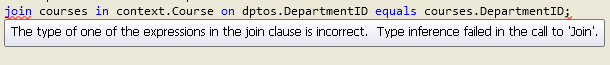 join courses in context.Course on dptos.DepartmentID equals courses.DepartmentID;
The type of one of the expressions in the join clause is incorrect.  Type inference failed in the call to 'Join'.